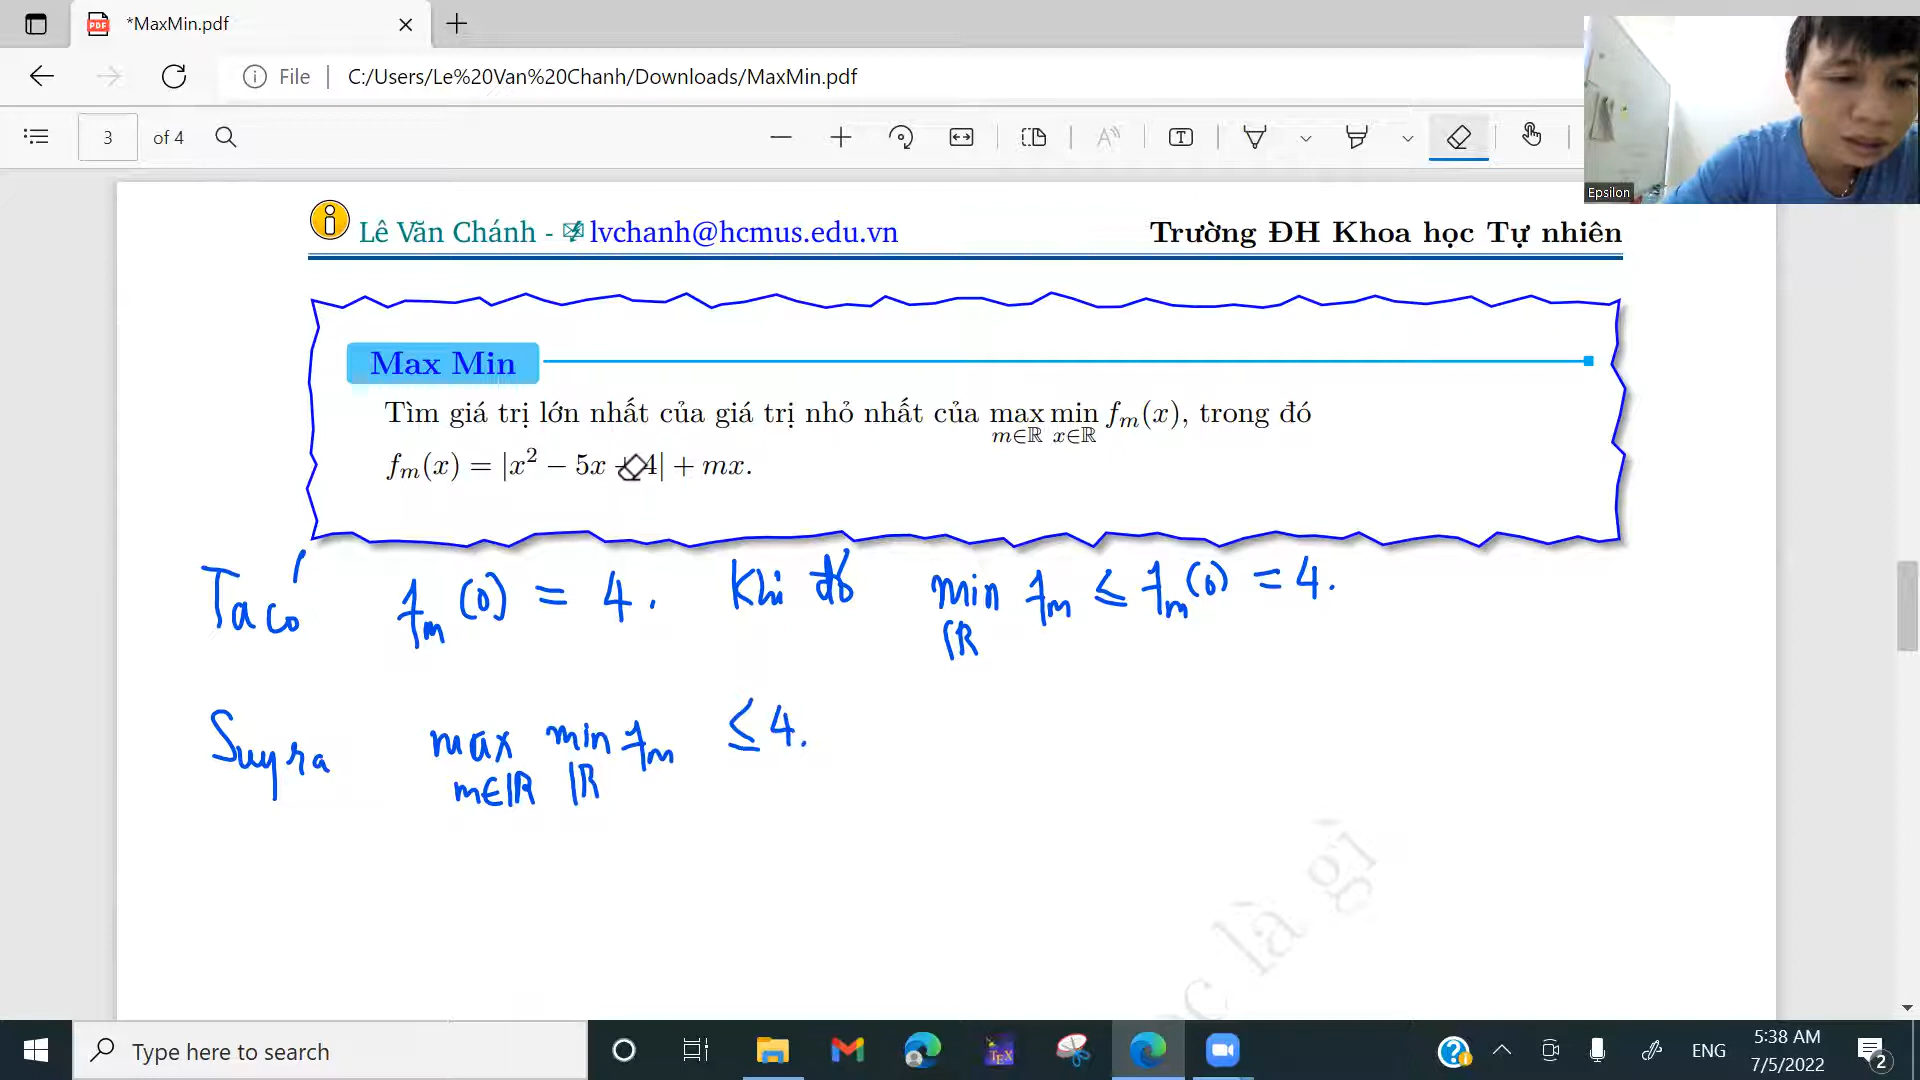 *MaxMin.pdf
File | C:/Users/Le%20Van%20Chanh/Downloads/MaxMin.pdf
3 of 4
Epsilon
Lê Văn Chánh - lvchanh@hcmus.edu.vn Trường ĐH Khoa học Tự nhiên
Max Min
Tìm giá trị lớn nhất của giá trị nhỏ nhất của max min fm(x), trong đó
m∈ℝ x∈ℝ
fm(x) = |x² − 5x + 4| + mx.
Ta có fm(0) = 4. Khi đó min fm ≤ fm(0) = 4.
ℝ
Suy ra max min fm ≤ 4.
m∈ℝ ℝ
học là gì
Type here to search
ENG
5:38 AM
7/5/2022
2